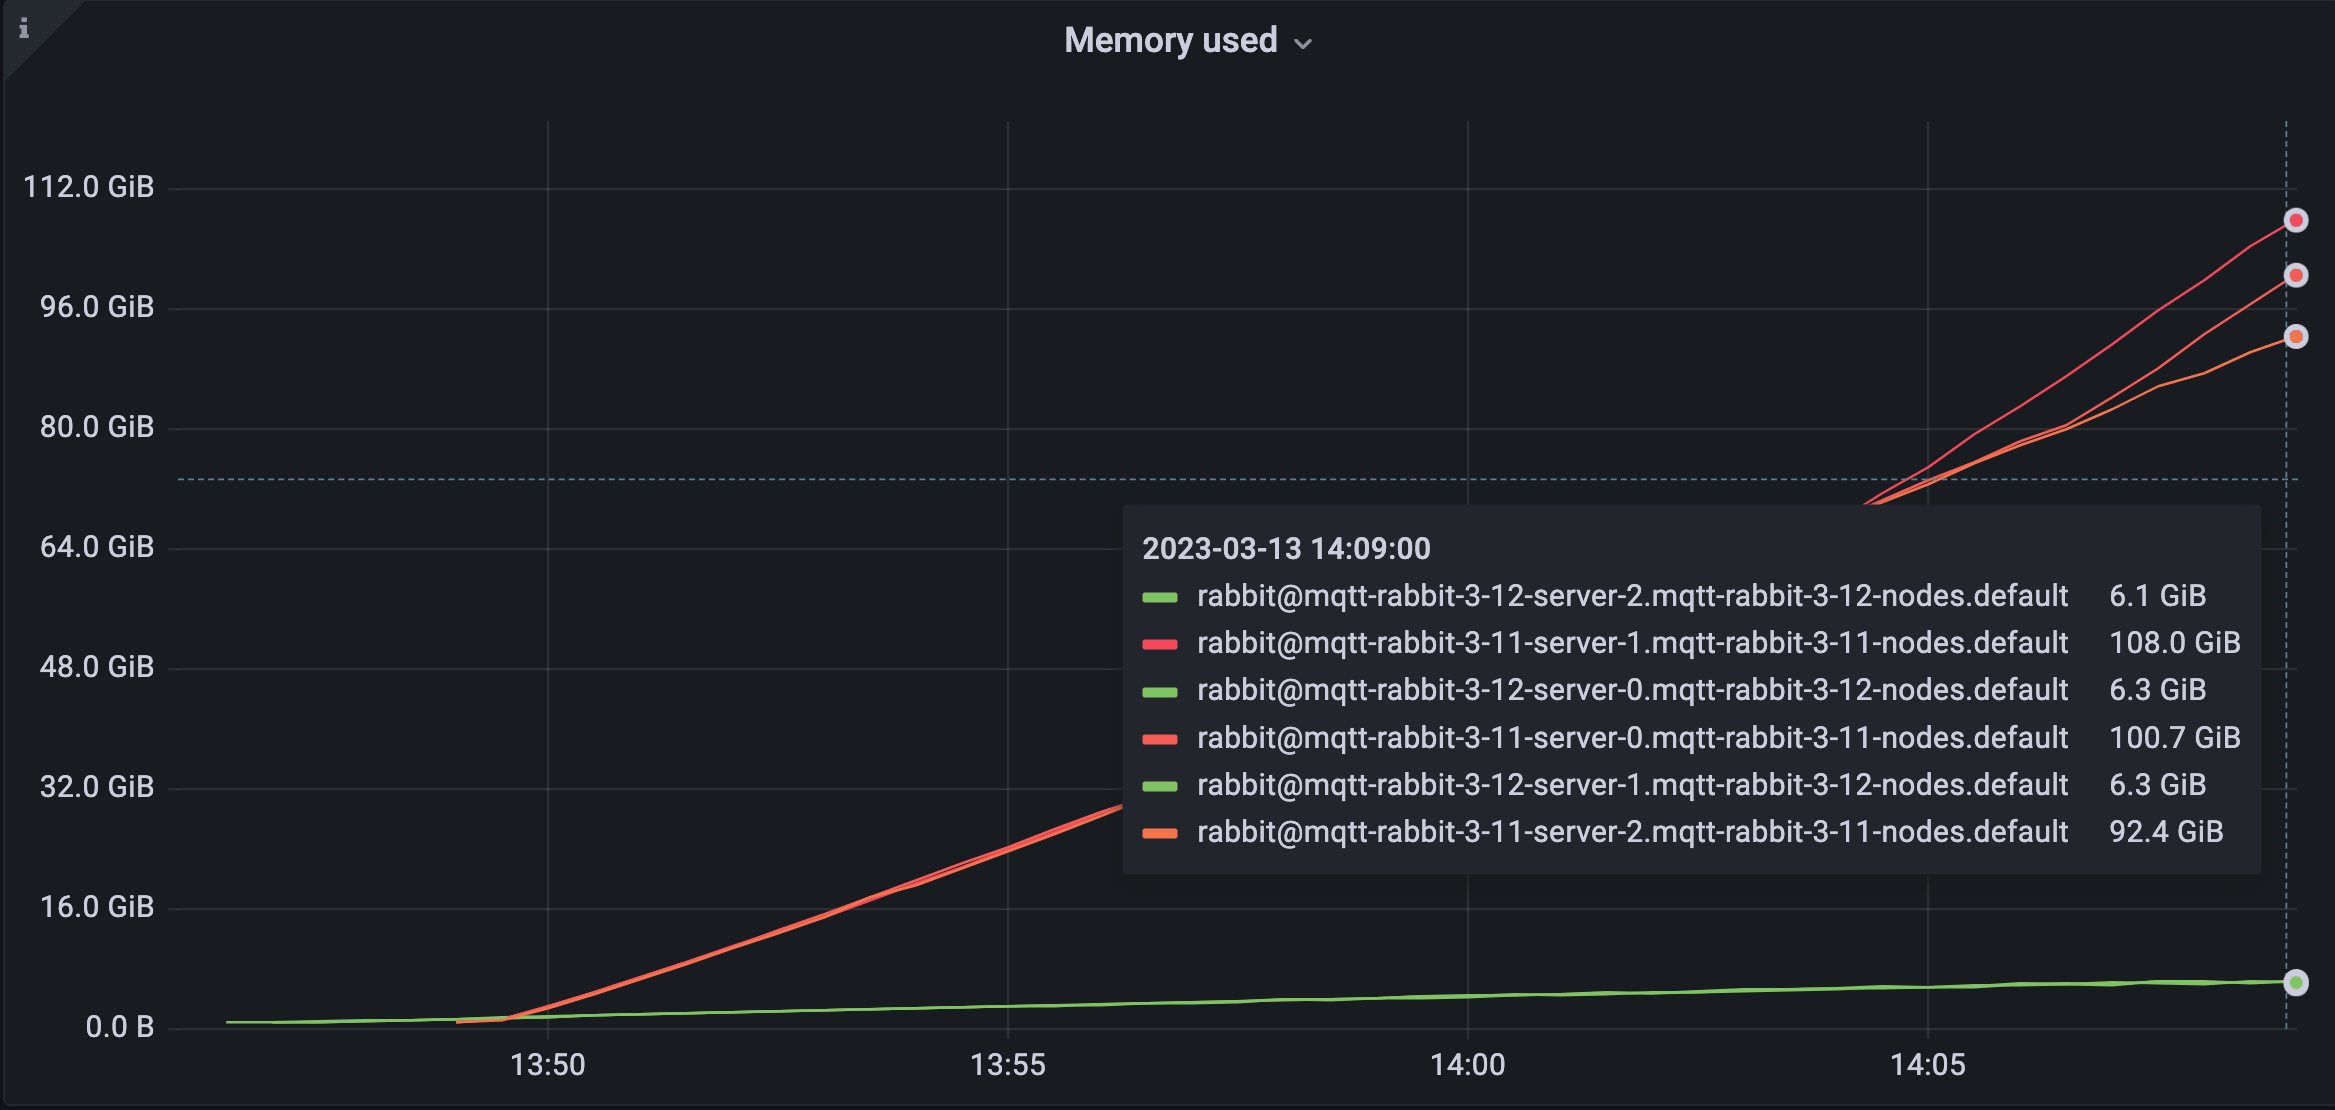 i
Memory used
112.0 GiB
96.0 GiB
80.0 GiB
64.0 GiB
48.0 GiB
32.0 GiB
16.0 GiB
0.0 B
2023-03-13 14:09:00
rabbit@mqtt-rabbit-3-12-server-2.mqtt-rabbit-3-12-nodes.default 6.1 GiB
rabbit@mqtt-rabbit-3-11-server-1.mqtt-rabbit-3-11-nodes.default 108.0 GiB
rabbit@mqtt-rabbit-3-12-server-0.mqtt-rabbit-3-12-nodes.default 6.3 GiB
rabbit@mqtt-rabbit-3-11-server-0.mqtt-rabbit-3-11-nodes.default 100.7 GiB
rabbit@mqtt-rabbit-3-12-server-1.mqtt-rabbit-3-12-nodes.default 6.3 GiB
rabbit@mqtt-rabbit-3-11-server-2.mqtt-rabbit-3-11-nodes.default 92.4 GiB
13:50 13:55 14:00 14:05